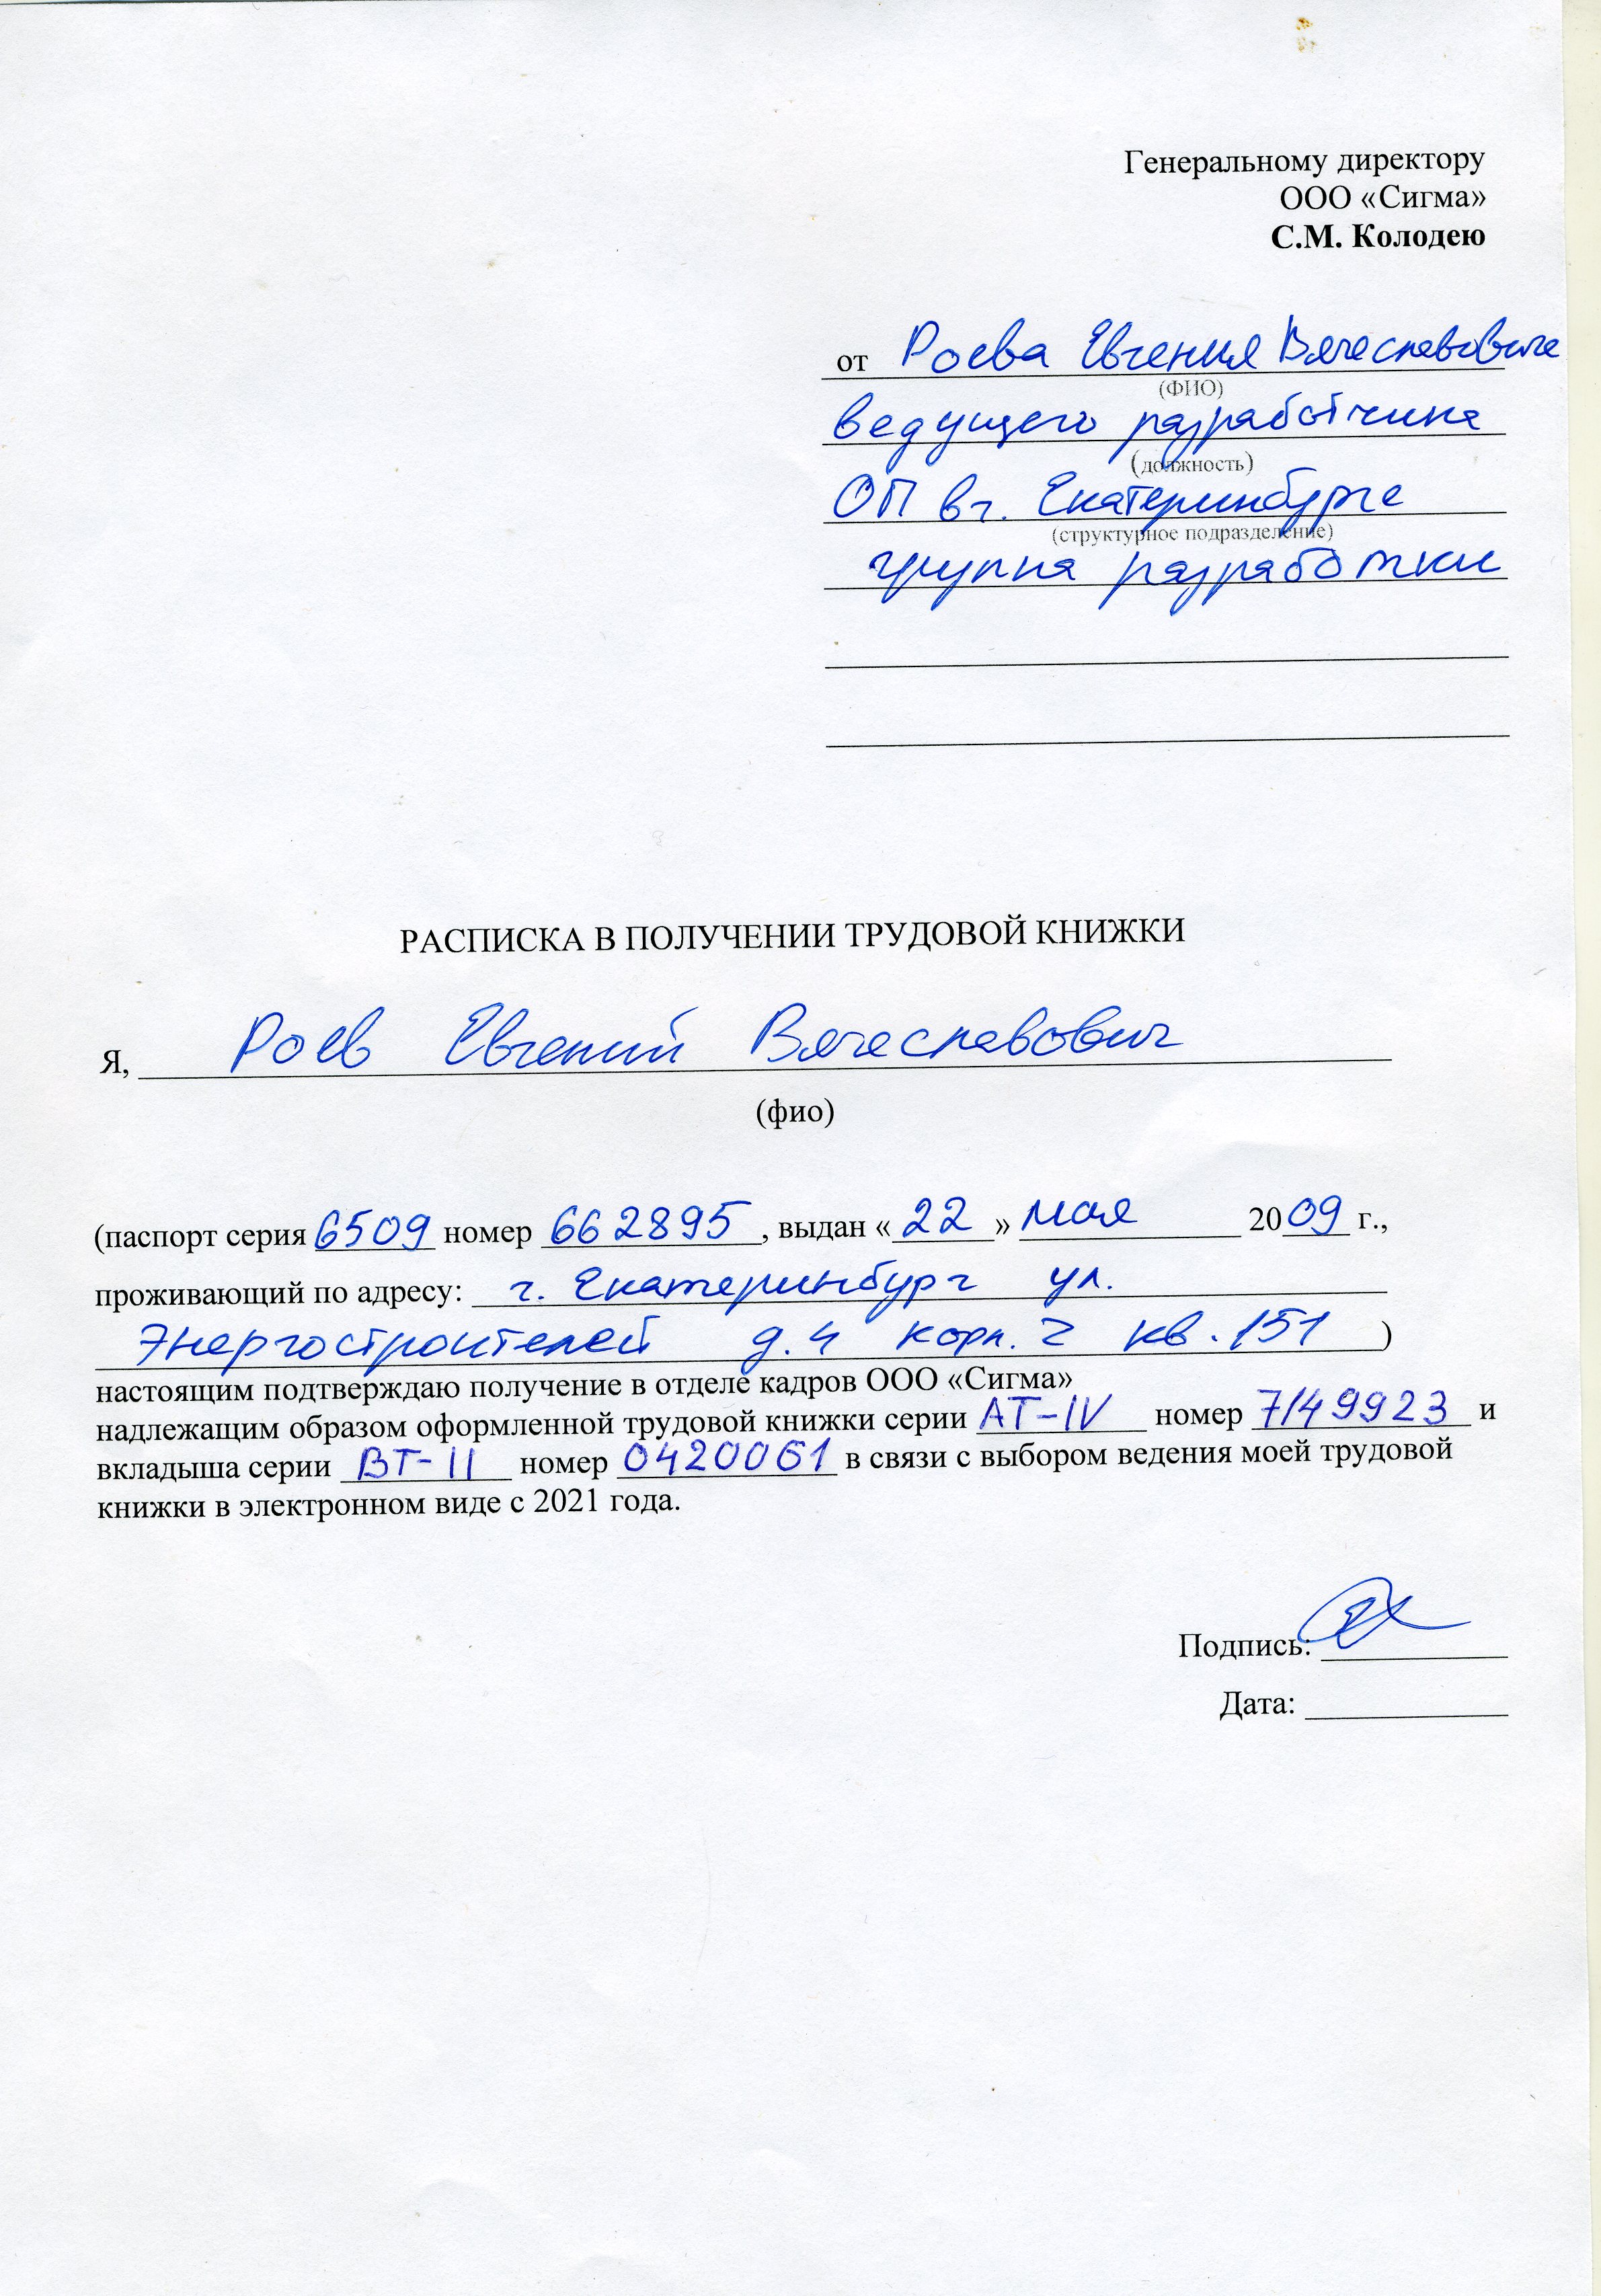 Генеральному директору
ООО «Сигма»
С.М. Колодею
от Роева Евгения Вячеславовича
(ФИО)
ведущего разработчика
(должность)
ОП в г. Екатеринбурге
(структурное подразделение)
группа разработки
РАСПИСКА В ПОЛУЧЕНИИ ТРУДОВОЙ КНИЖКИ
Я, Роев Евгений Вячеславович
(фио)
(паспорт серия 6509 номер 662895, выдан «22» мая 2009 г.,
проживающий по адресу: г. Екатеринбург ул.
Энергостроителей д. 4 корп. 2 кв. 151)
настоящим подтверждаю получение в отделе кадров ООО «Сигма»
надлежащим образом оформленной трудовой книжки серии АТ-IV номер 7149923 и
вкладыша серии ВТ-II номер 0420061 в связи с выбором ведения моей трудовой
книжки в электронном виде с 2021 года.
Подпись:
Дата: